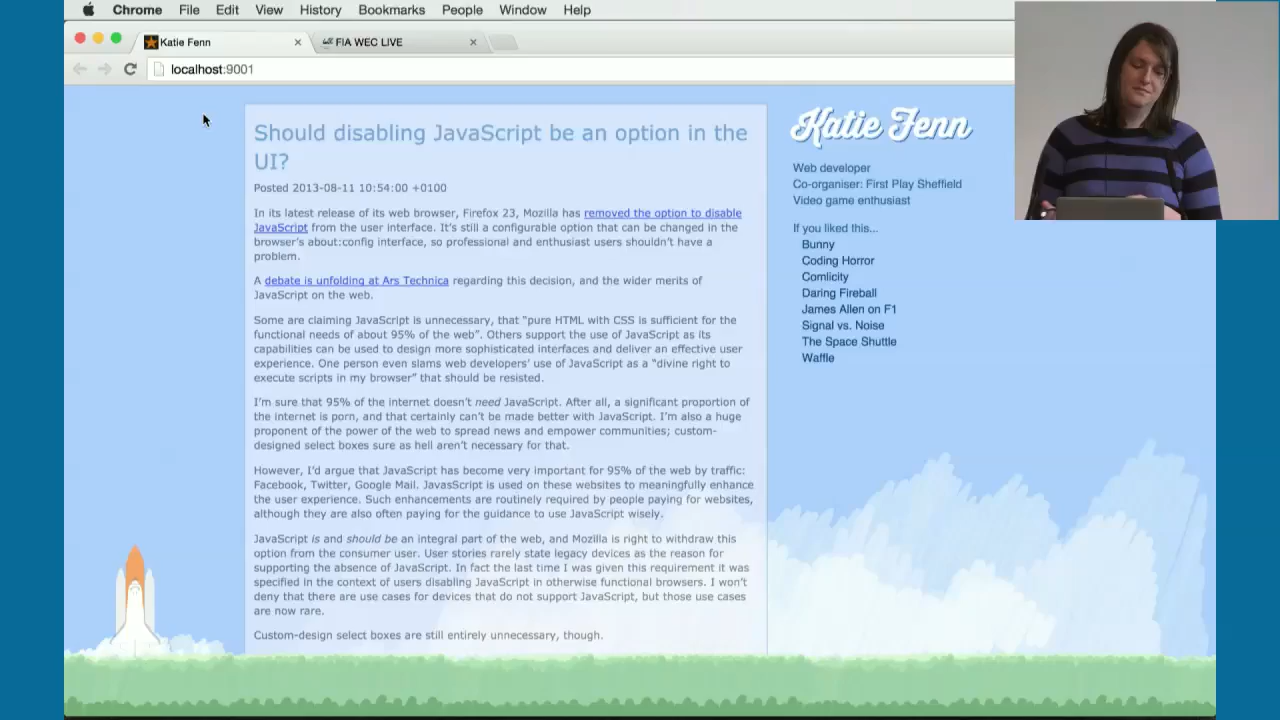 Chrome File Edit View History Bookmarks People Window Help
Katie Fenn
FIA WEC LIVE
localhost:9001
Should disabling JavaScript be an option in the
UI?
Posted 2013-08-11 10:54:00 +0100
In its latest release of its web browser, Firefox 23, Mozilla has removed the option to disable
JavaScript from the user interface. It's still a configurable option that can be changed in the
browser's about:config interface, so professional and enthusiast users shouldn't have a
problem.
A debate is unfolding at Ars Technica regarding this decision, and the wider merits of
JavaScript on the web.
Some are claiming JavaScript is unnecessary, that “pure HTML with CSS is sufficient for the
functional needs of about 95% of the web”. Others support the use of JavaScript as its
capabilities can be used to design more sophisticated interfaces and deliver an effective user
experience. One person even slams web developers’ use of JavaScript as a “divine right to
execute scripts in my browser” that should be resisted.
I’m sure that 95% of the internet doesn’t need JavaScript. After all, a significant proportion of
the internet is porn, and that certainly can’t be made better with JavaScript. I’m also a huge
proponent of the power of the web to spread news and empower communities; custom-
designed select boxes sure as hell aren’t necessary for that.
However, I’d argue that JavaScript has become very important for 95% of the web by traffic:
Facebook, Twitter, Google Mail. JavasScript is used on these websites to meaningfully enhance
the user experience. Such enhancements are routinely required by people paying for websites,
although they are also often paying for the guidance to use JavaScript wisely.
JavaScript is and should be an integral part of the web, and Mozilla is right to withdraw this
option from the consumer user. User stories rarely state legacy devices as the reason for
supporting the absence of JavaScript. In fact the last time I was given this requirement it was
specified in the context of users disabling JavaScript in otherwise functional browsers. I won’t
deny that there are use cases for devices that do not support JavaScript, but those use cases
are now rare.
Custom-design select boxes are still entirely unnecessary, though.
Katie Fenn
Web developer
Co-organiser: First Play Sheffield
Video game enthusiast
If you liked this...
Bunny
Coding Horror
Comlicity
Daring Fireball
James Allen on F1
Signal vs. Noise
The Space Shuttle
Waffle